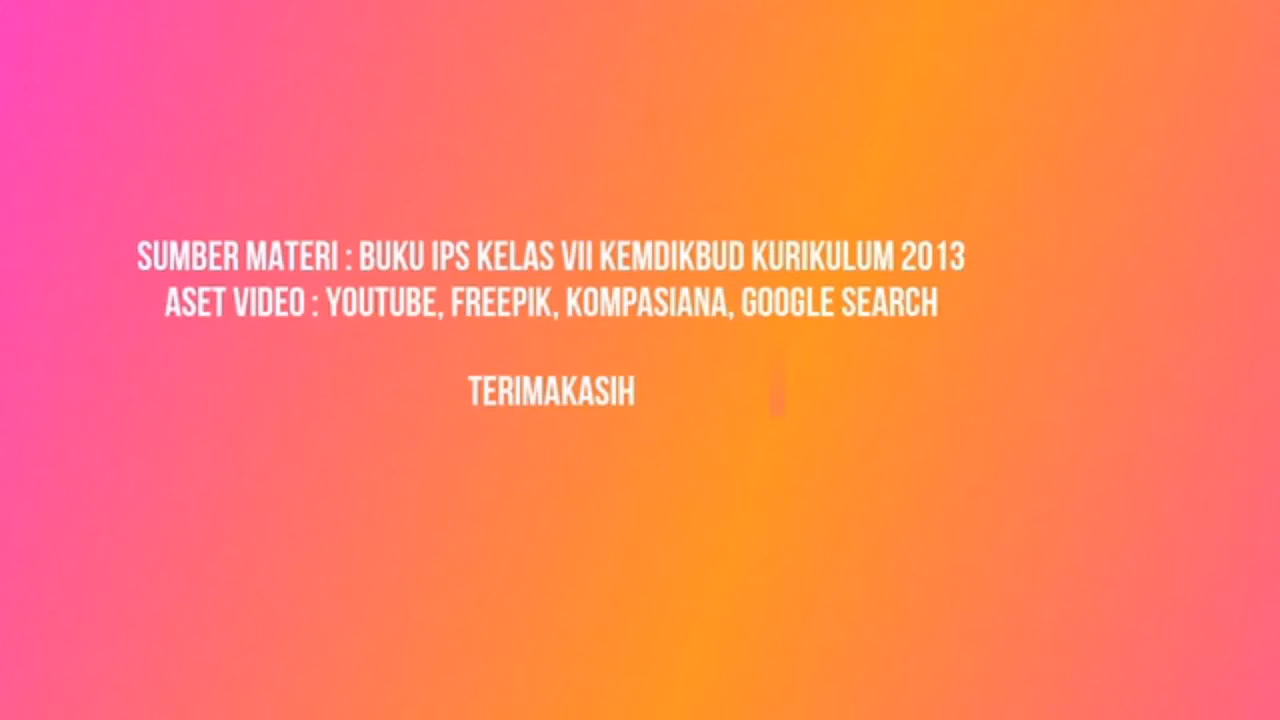 SUMBER MATERI : BUKU IPS KELAS VII KEMDIKBUD KURIKULUM 2013
ASET VIDEO : YOUTUBE, FREEPIK, KOMPASIANA, GOOGLE SEARCH
TERIMAKASIH